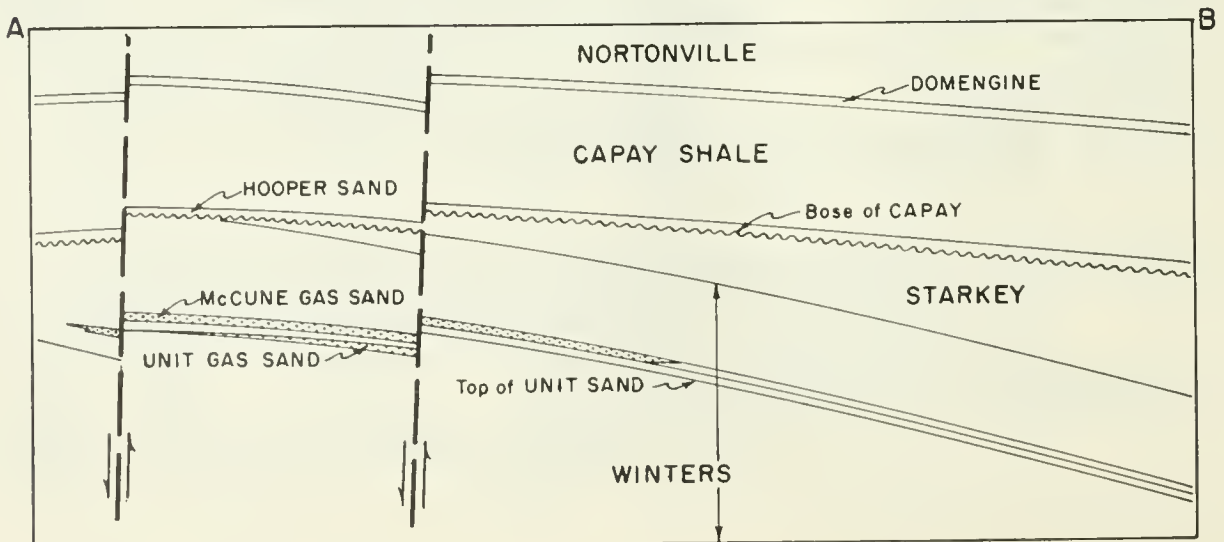 A
B
NORTONVILLE
DOMENGINE
CAPAY SHALE
HOOPER SAND
Bose of CAPAY
STARKEY
McCUNE GAS SAND
UNIT GAS SAND
Top of UNIT SAND
WINTERS